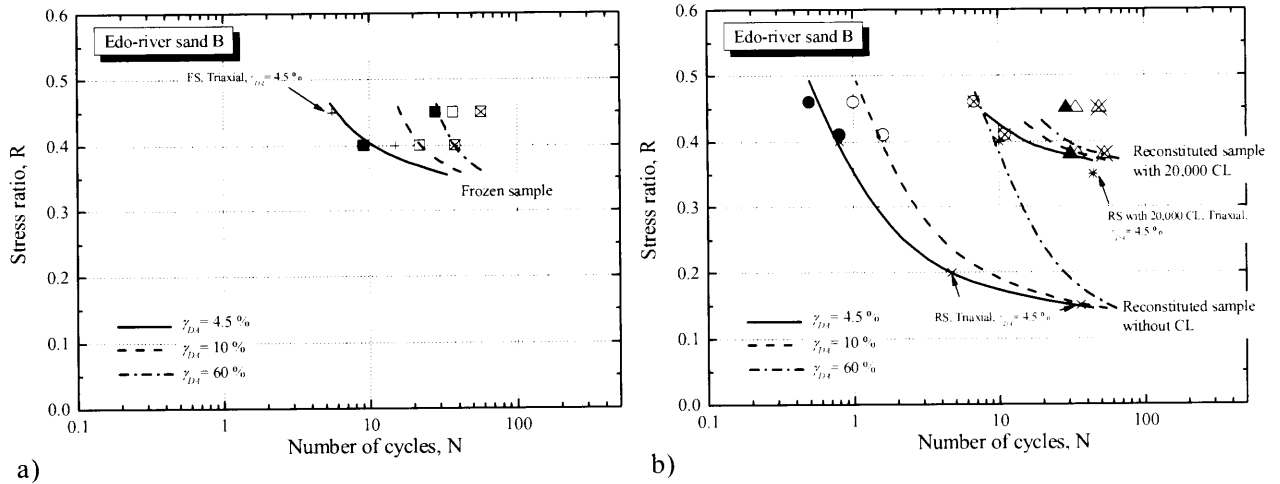 0.6
0.5
0.4
0.3
0.2
0.1
0.0
Stress ratio, R
Edo-river sand B
FS, Triaxial, γDA= 4.5 %
Frozen sample
γDA= 4.5 %
γDA= 10 %
γDA= 60 %
0.1 1 10 100
Number of cycles, N
a)
0.6
0.5
0.4
0.3
0.2
0.1
0.0
Stress ratio, R
Edo-river sand B
Reconstituted sample
with 20,000 CL
RS with 20,000 CL, Triaxial,
γDA= 4.5 %
RS, Triaxial, γDA= 4.5 %
Reconstituted sample
without CL
γDA= 4.5 %
γDA= 10 %
γDA= 60 %
0.1 1 10 100
Number of cycles, N
b)